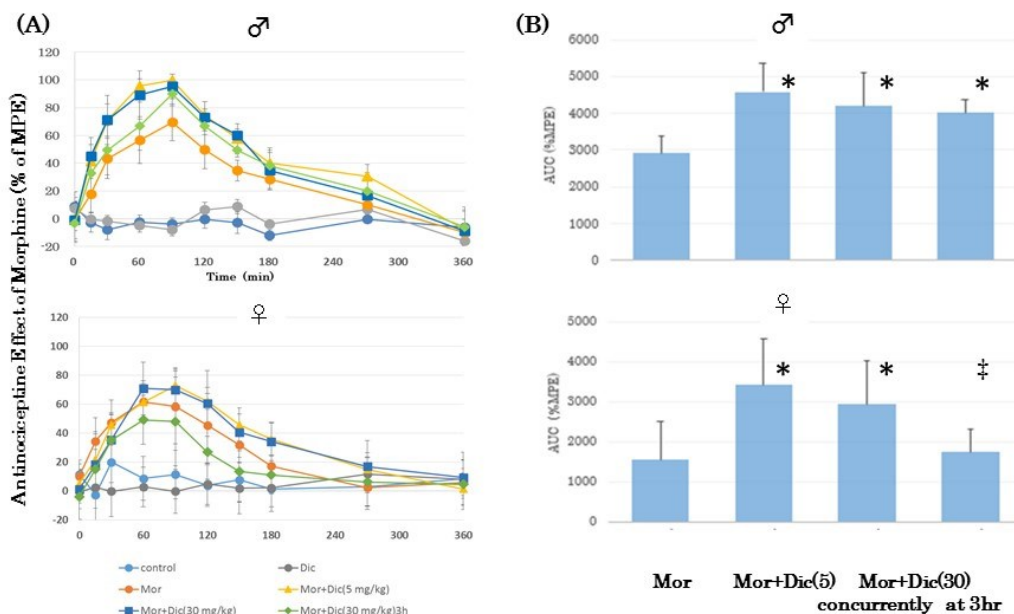 (A)
♂
Antinociceptine Effect of Morphine (% of MPE)
120
100
80
60
40
20
0
-20
0 60 120 180 240 300 360
Time (min)
♀
120
100
80
60
40
20
0
-20
0 60 120 180 240 300 360
control Dic
Mor Mor+Dic(5 mg/kg)
Mor+Dic(30 mg/kg) Mor+Dic(30 mg/kg)3h
(B)
♂
AUC (%MPE)
6000
5000
4000
3000
2000
1000
0
* * *
♀
AUC (%MPE)
5000
4000
3000
2000
1000
0
* * ‡
Mor Mor+Dic(5) Mor+Dic(30)
concurrently at 3hr